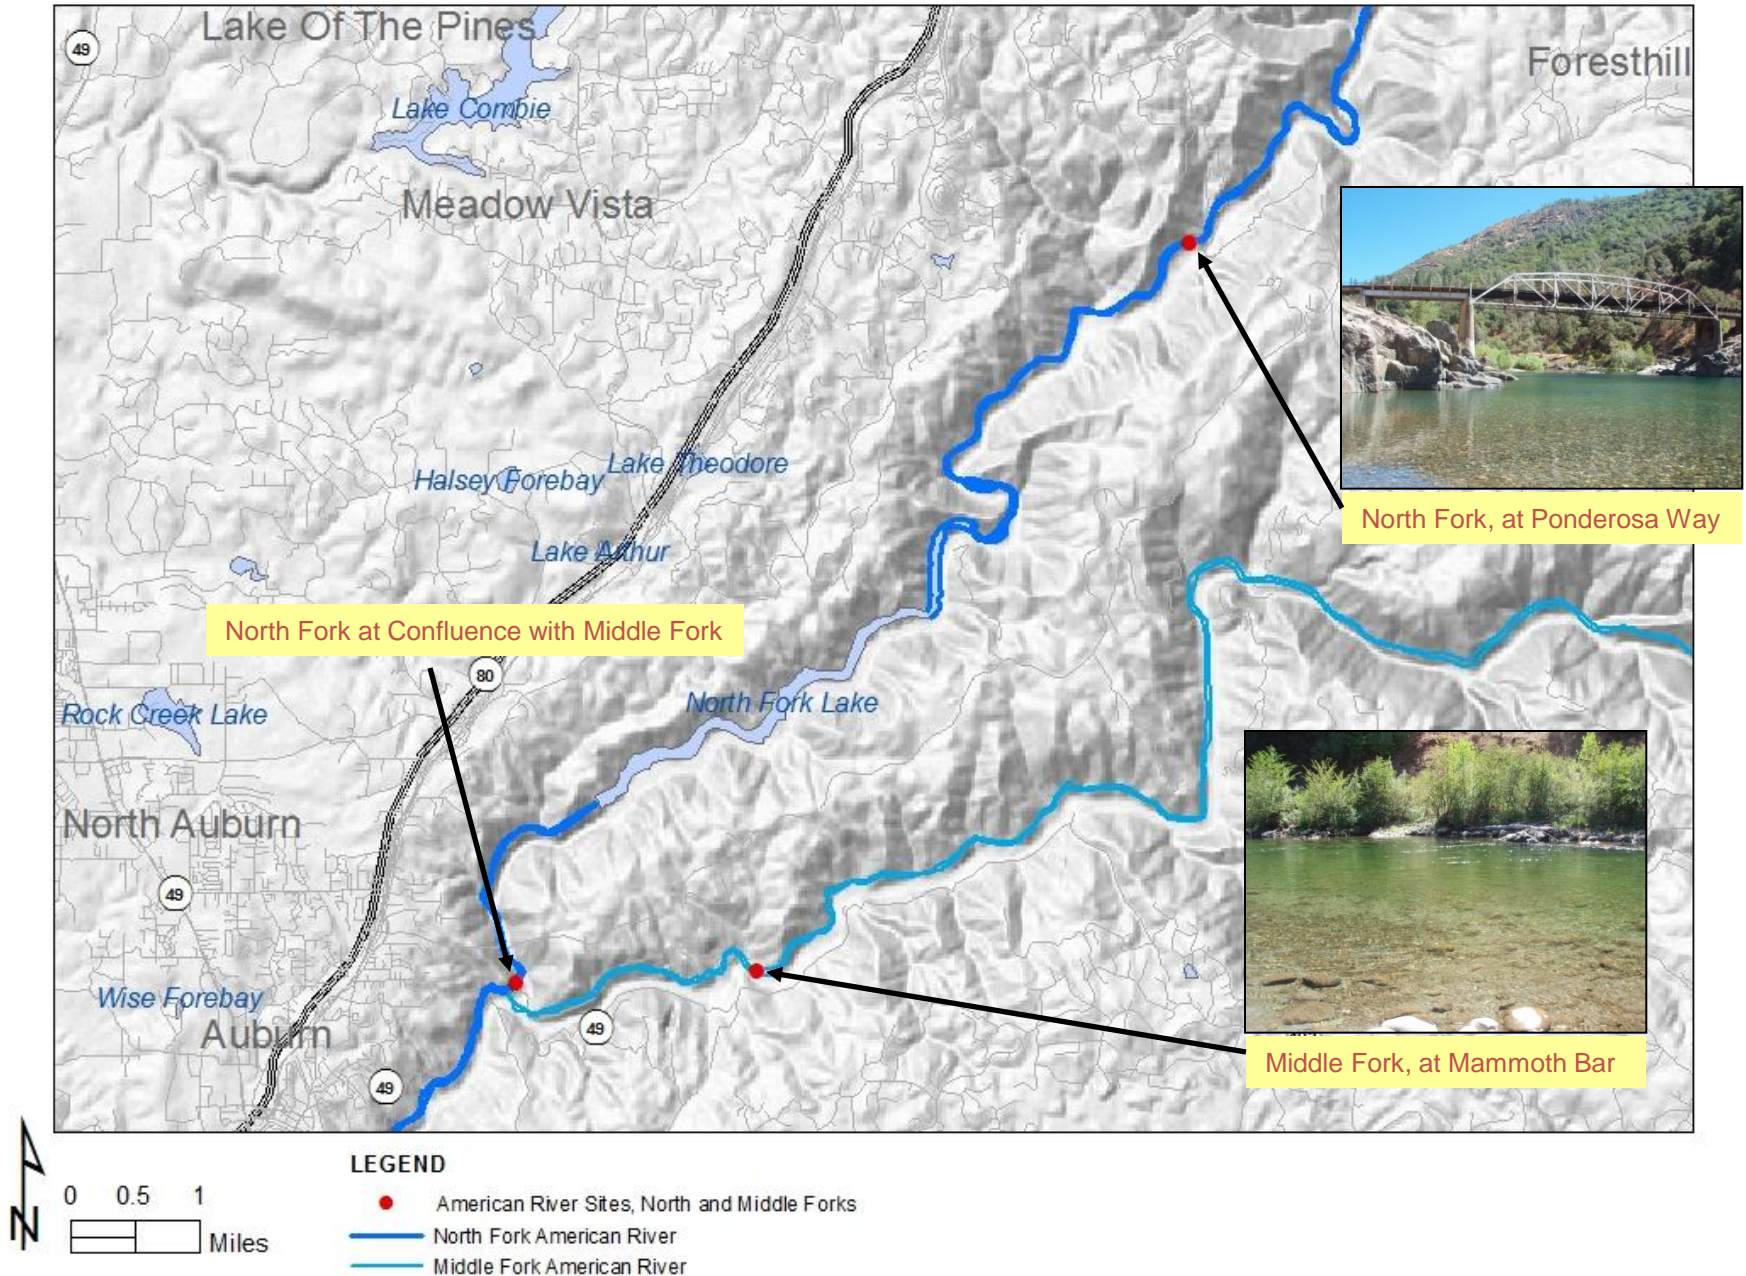 Lake Of The Pines
49
Foresthill
Lake Combie
Meadow Vista
North Fork, at Ponderosa Way
Lake Theodore
Halsey Forebay
Lake Arthur
North Fork at Confluence with Middle Fork
80
North Fork Lake
Rock Creek Lake
North Auburn
49
Wise Forebay
Auburn
49
49
Middle Fork, at Mammoth Bar
N
0 0.5 1
Miles
LEGEND
American River Sites, North and Middle Forks
North Fork American River
Middle Fork American River